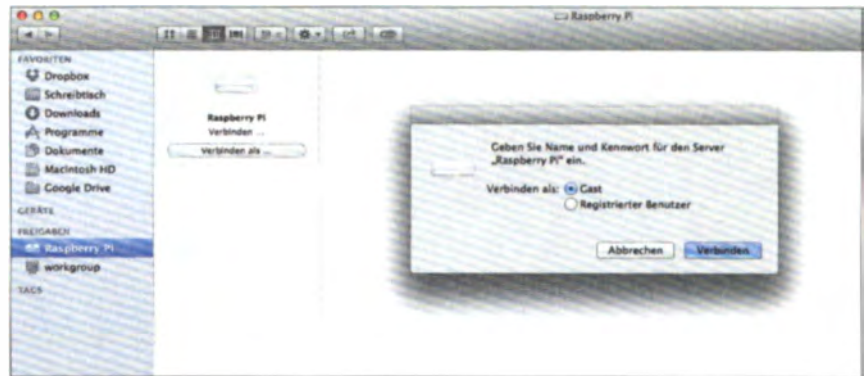 Raspberry Pi
FAVORITEN
Dropbox
Schreibtisch
Downloads
Programme
Dokumente
Macintosh HD
Google Drive
GERÄTE
FREIGABEN
Raspberry Pi
workgroup
TAGS
Raspberry Pi
Verbinden ...
Verbinden als ...
Geben Sie Name und Kennwort für den Server
„Raspberry Pi“ ein.
Verbinden als: Gast
Registrierter Benutzer
Abbrechen
Verbinden